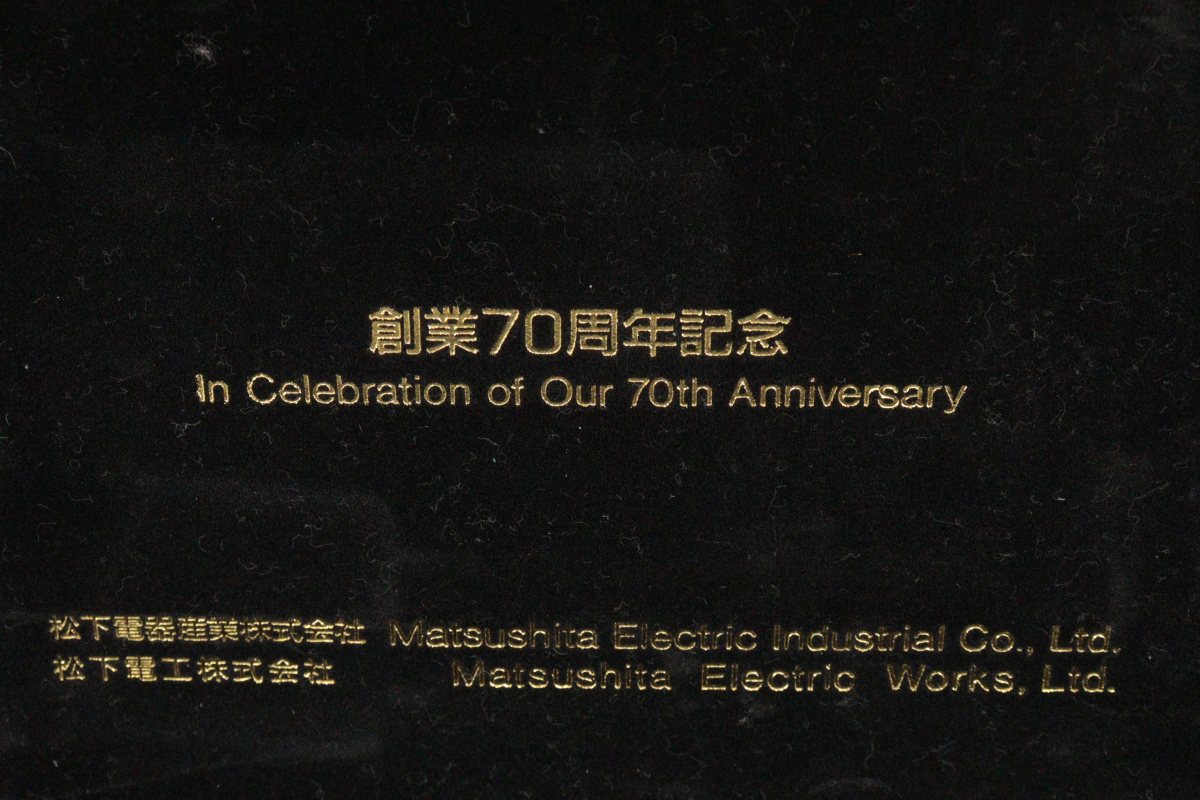 創業70周年記念
In Celebration of Our 70th Anniversary
松下電器産業株式会社 Matsushita Electric Industrial Co., Ltd.
松下電工株式会社 Matsushita Electric Works, Ltd.